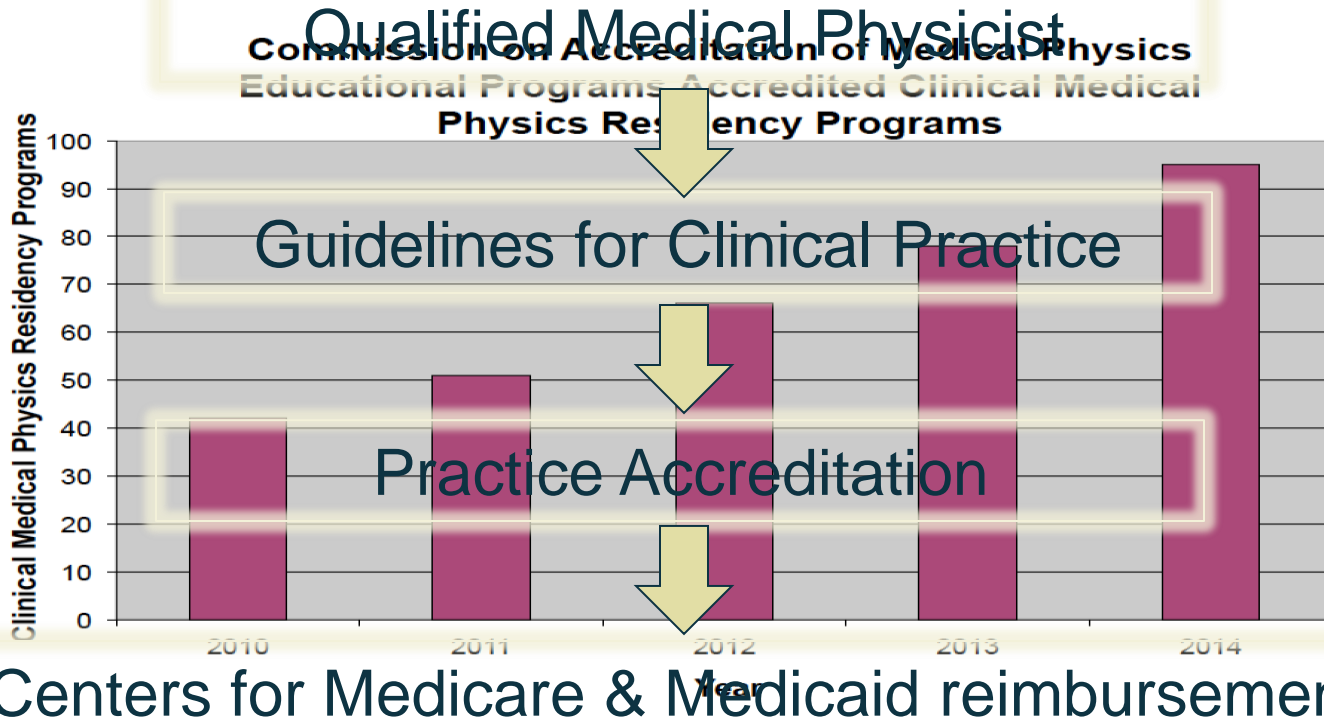 Qualified Medical Physicist
Commission on Accreditation of Medical Physics
Educational Programs Accredited Clinical Medical
Physics Residency Programs
Clinical Medical Physics Residency Programs
100
90
80
70
60
50
40
30
20
10
0
Guidelines for Clinical Practice
Practice Accreditation
2010 2011 2012 2013 2014
Year
Centers for Medicare & Medicaid reimbursemen